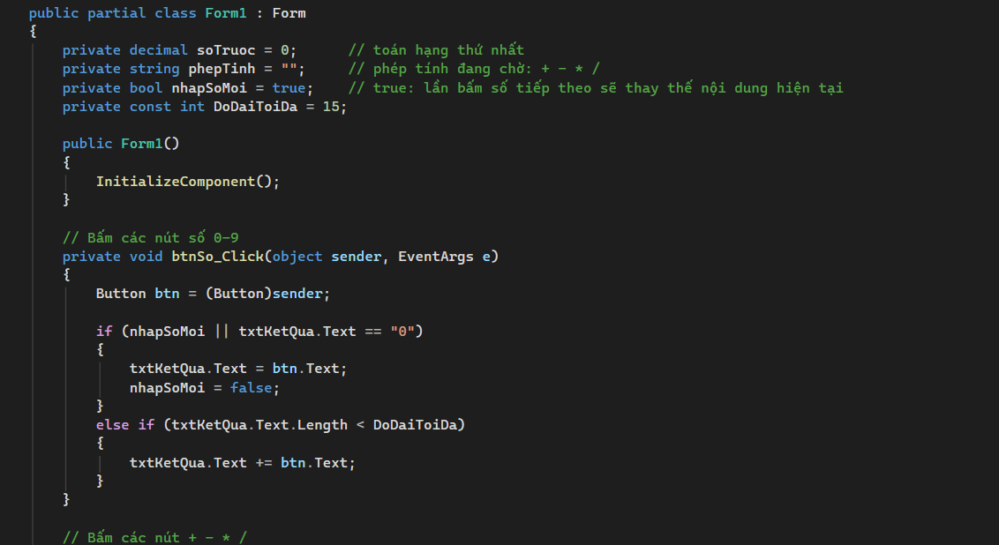 public partial class Form1 : Form
{
    private decimal soTruoc = 0;      // toán hạng thứ nhất
    private string phepTinh = "";     // phép tính đang chờ: + - * /
    private bool nhapSoMoi = true;    // true: lần bấm số tiếp theo sẽ thay thế nội dung hiện tại
    private const int DoDaiToiDa = 15;

    public Form1()
    {
        InitializeComponent();
    }

    // Bấm các nút số 0-9
    private void btnSo_Click(object sender, EventArgs e)
    {
        Button btn = (Button)sender;

        if (nhapSoMoi || txtKetQua.Text == "0")
        {
            txtKetQua.Text = btn.Text;
            nhapSoMoi = false;
        }
        else if (txtKetQua.Text.Length < DoDaiToiDa)
        {
            txtKetQua.Text += btn.Text;
        }
    }

    // Bấm các nút + - * /